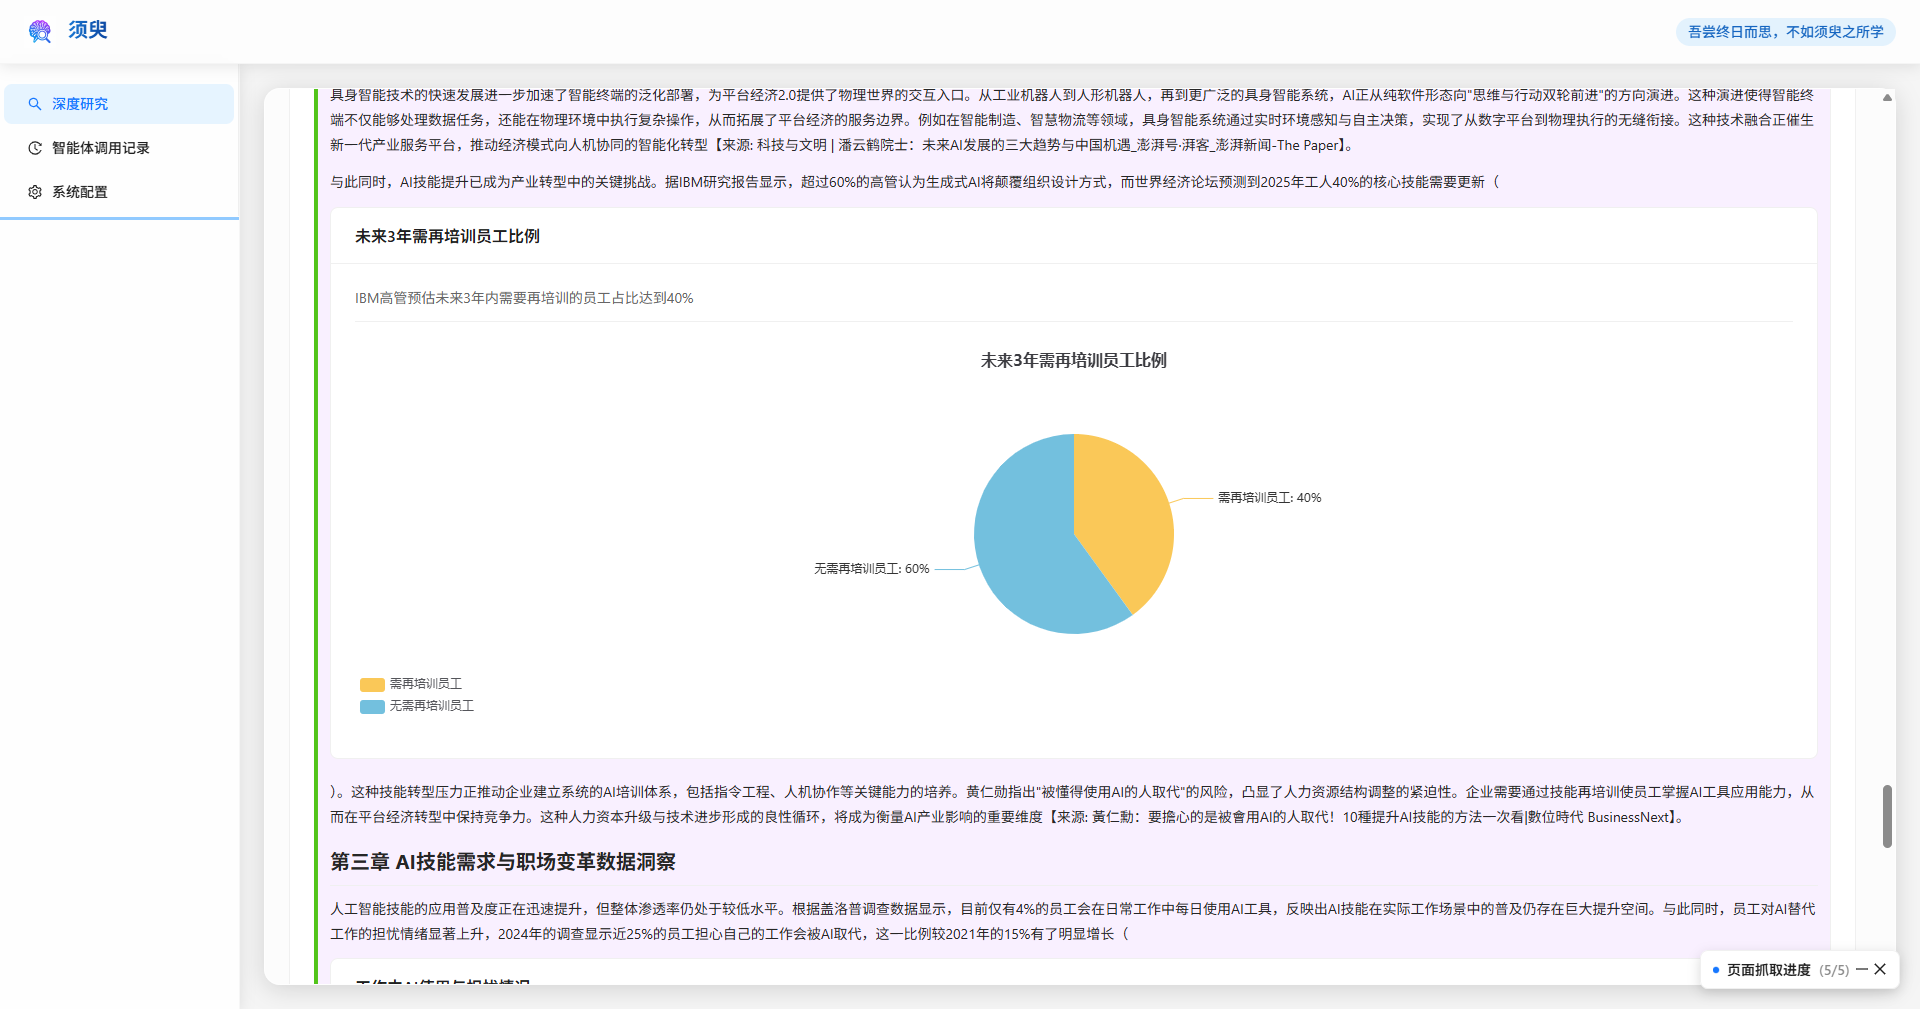 须臾
吾尝终日而思，不如须臾之所学
深度研究
智能体调用记录
系统配置
具身智能技术的快速发展进一步加速了智能终端的泛化部署，为平台经济2.0提供了物理世界的交互入口。从工业机器人到人形机器人，再到更广泛的具身智能系统，AI正从纯软件形态向"思维与行动双轮前进"的方向演进。这种演进使得智能终
端不仅能够处理数据任务，还能在物理环境中执行复杂操作，从而拓展了平台经济的服务边界。例如在智能制造、智慧物流等领域，具身智能系统通过实时环境感知与自主决策，实现了从数字平台到物理执行的无缝衔接。这种技术融合正催生
新一代产业服务平台，推动经济模式向人机协同的智能化转型【来源: 科技与文明 | 潘云鹤院士：未来AI发展的三大趋势与中国机遇_澎湃号·湃客_澎湃新闻-The Paper】。
与此同时，AI技能提升已成为产业转型中的关键挑战。据IBM研究报告显示，超过60%的高管认为生成式AI将颠覆组织设计方式，而世界经济论坛预测到2025年工人40%的核心技能需要更新（
未来3年需再培训员工比例
IBM高管预估未来3年内需要再培训的员工占比达到40%
未来3年需再培训员工比例
需再培训员工: 40%
无需再培训员工: 60%
需再培训员工
无需再培训员工
）。这种技能转型压力正推动企业建立系统的AI培训体系，包括指令工程、人机协作等关键能力的培养。黄仁勋指出"被懂得使用AI的人取代"的风险，凸显了人力资源结构调整的紧迫性。企业需要通过技能再培训使员工掌握AI工具应用能力，从
而在平台经济转型中保持竞争力。这种人力资本升级与技术进步形成的良性循环，将成为衡量AI产业影响的重要维度【来源: 黃仁勳：要擔心的是被會用AI的人取代！10種提升AI技能的方法一次看|數位時代 BusinessNext】。
第三章 AI技能需求与职场变革数据洞察
人工智能技能的应用普及度正在迅速提升，但整体渗透率仍处于较低水平。根据盖洛普调查数据显示，目前仅有4%的员工会在日常工作中每日使用AI工具，反映出AI技能在实际工作场景中的普及仍存在巨大提升空间。与此同时，员工对AI替代
工作的担忧情绪显著上升，2024年的调查显示近25%的员工担心自己的工作会被AI取代，这一比例较2021年的15%有了明显增长（
工作中AI使用与担忧情况
页面抓取进度 (5/5)